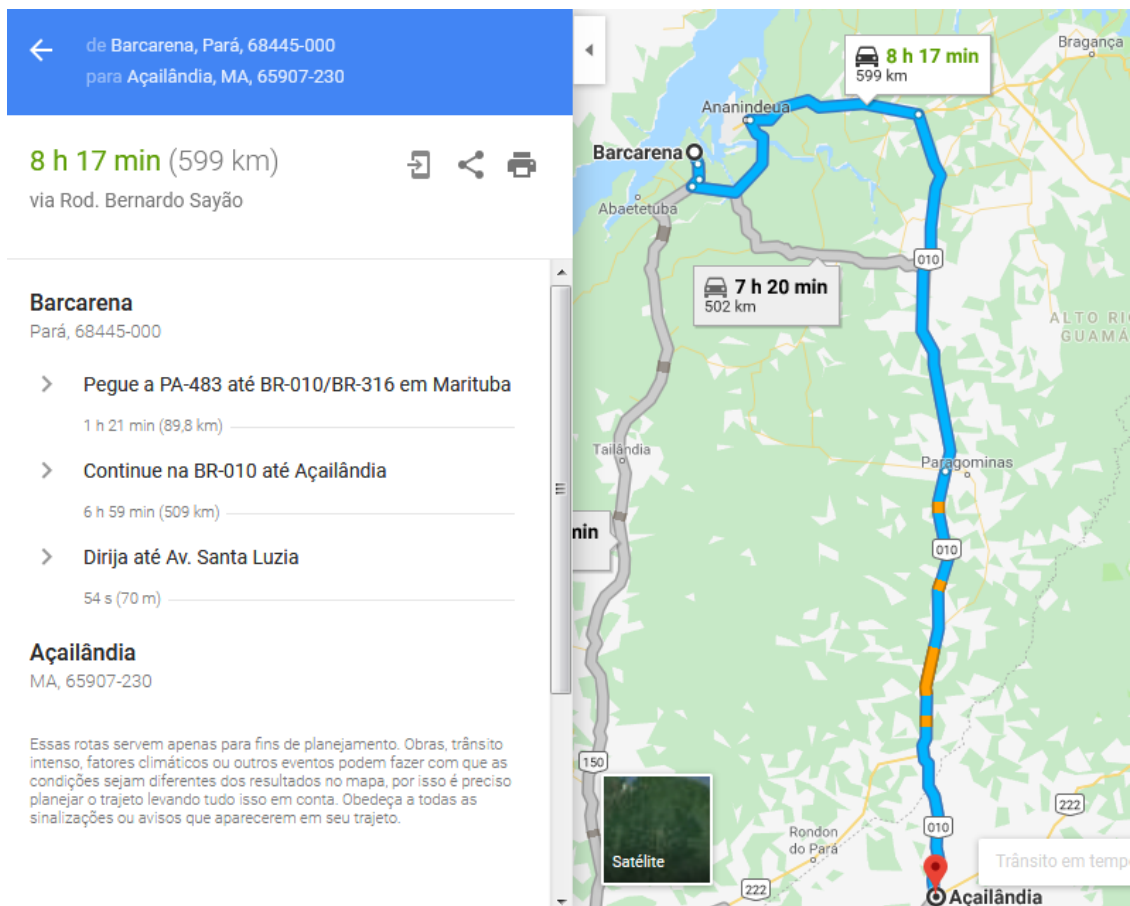 de Barcarena, Pará, 68445-000
para Açailândia, MA, 65907-230
8 h 17 min (599 km)
via Rod. Bernardo Sayão
Barcarena
Pará, 68445-000
Pegue a PA-483 até BR-010/BR-316 em Marituba
1 h 21 min (89,8 km)
Continue na BR-010 até Açailândia
6 h 59 min (509 km)
Dirija até Av. Santa Luzia
54 s (70 m)
Açailândia
MA, 65907-230
Essas rotas servem apenas para fins de planejamento. Obras, trânsito
intenso, fatores climáticos ou outros eventos podem fazer com que as
condições sejam diferentes dos resultados no mapa, por isso é preciso
planejar o trajeto levando tudo isso em conta. Obedeça a todas as
sinalizações ou avisos que aparecerem em seu trajeto.
Bragança
8 h 17 min
599 km
Ananindeua
Barcarena
Abaetetuba
010
7 h 20 min
502 km
ALTO RI
GUAMÁ
Tailândia
Paragominas
min
010
150
222
Rondon
do Pará
010
Satélite
Trânsito em temp
222
Açailândia